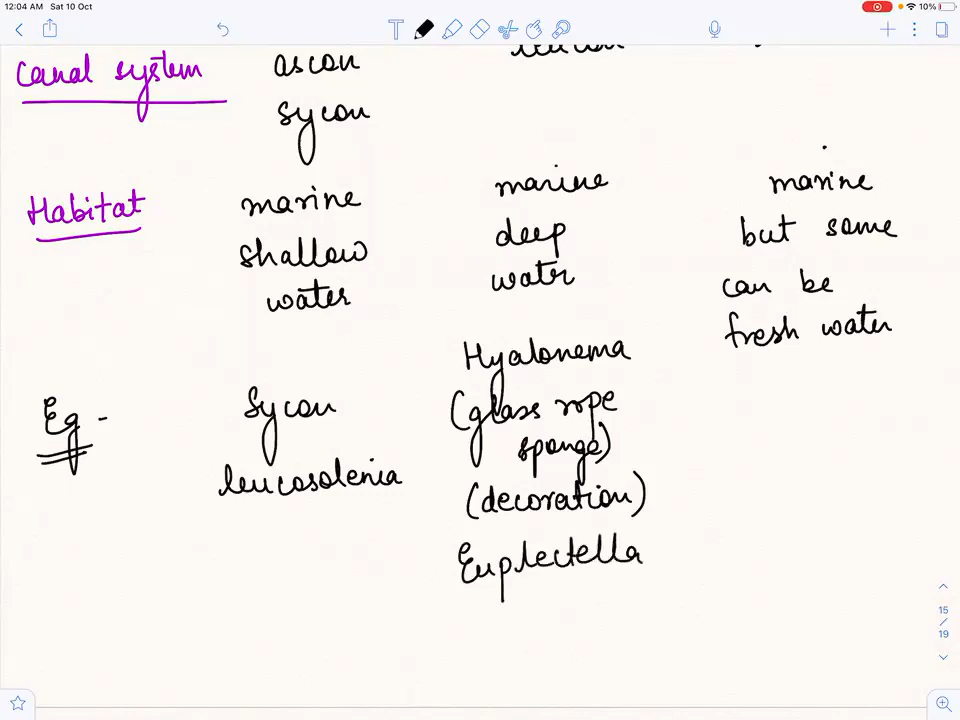 12:04 AM Sat 10 Oct
10%
Canal system
ascon
sycon
Habitat
marine
shallow
water
marine
deep
water
marine
but some
can be
fresh water
Eg -
Sycon
leucosolenia
Hyalonema
(glass rope
sponge)
(decoration)
Euplectella
15
/
19